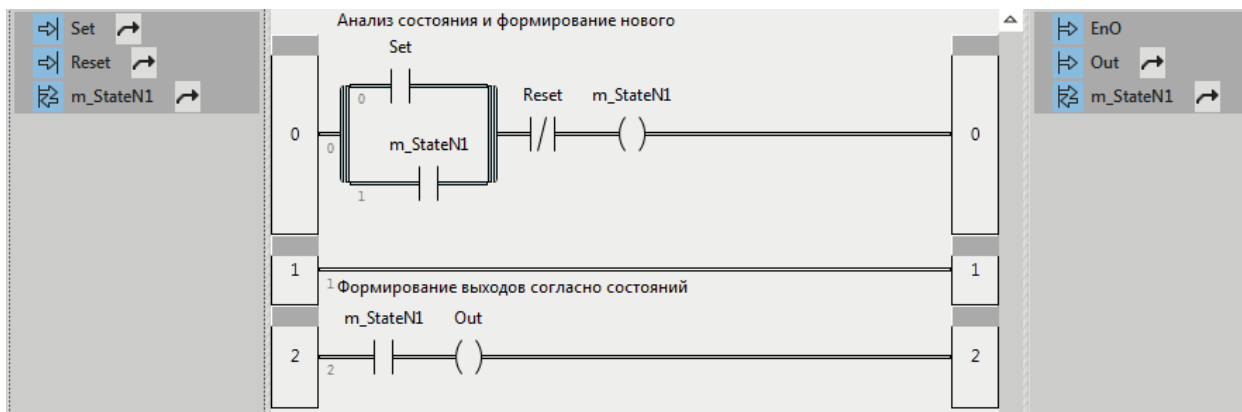 Set
Reset
m_StateN1
Анализ состояния и формирование нового
Set
0
Reset
m_StateN1
0
0
m_StateN1
1
0
1
1
1
Формирование выходов согласно состояний
m_StateN1
Out
2
2
2
EnO
Out
m_StateN1